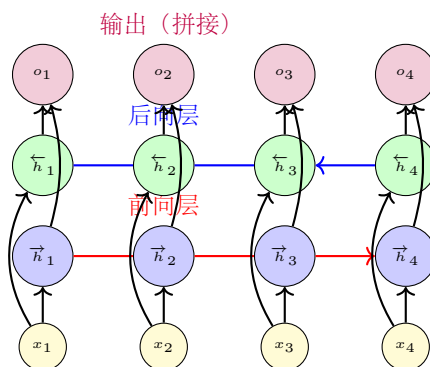 输出（拼接）
o₁ o₂ o₃ o₄
后向层
←h₁ ←h₂ ←h₃ ←h₄
前向层
→h₁ →h₂ →h₃ →h₄
x₁ x₂ x₃ x₄